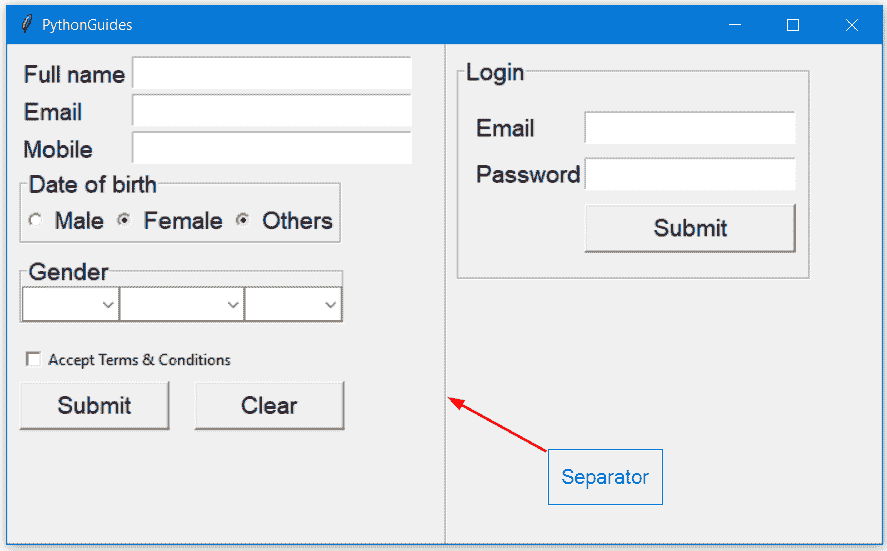 PythonGuides
Full name
Email
Mobile
Date of birth
Male Female Others
Gender
Accept Terms & Conditions
Submit Clear
Login
Email
Password
Submit
Separator